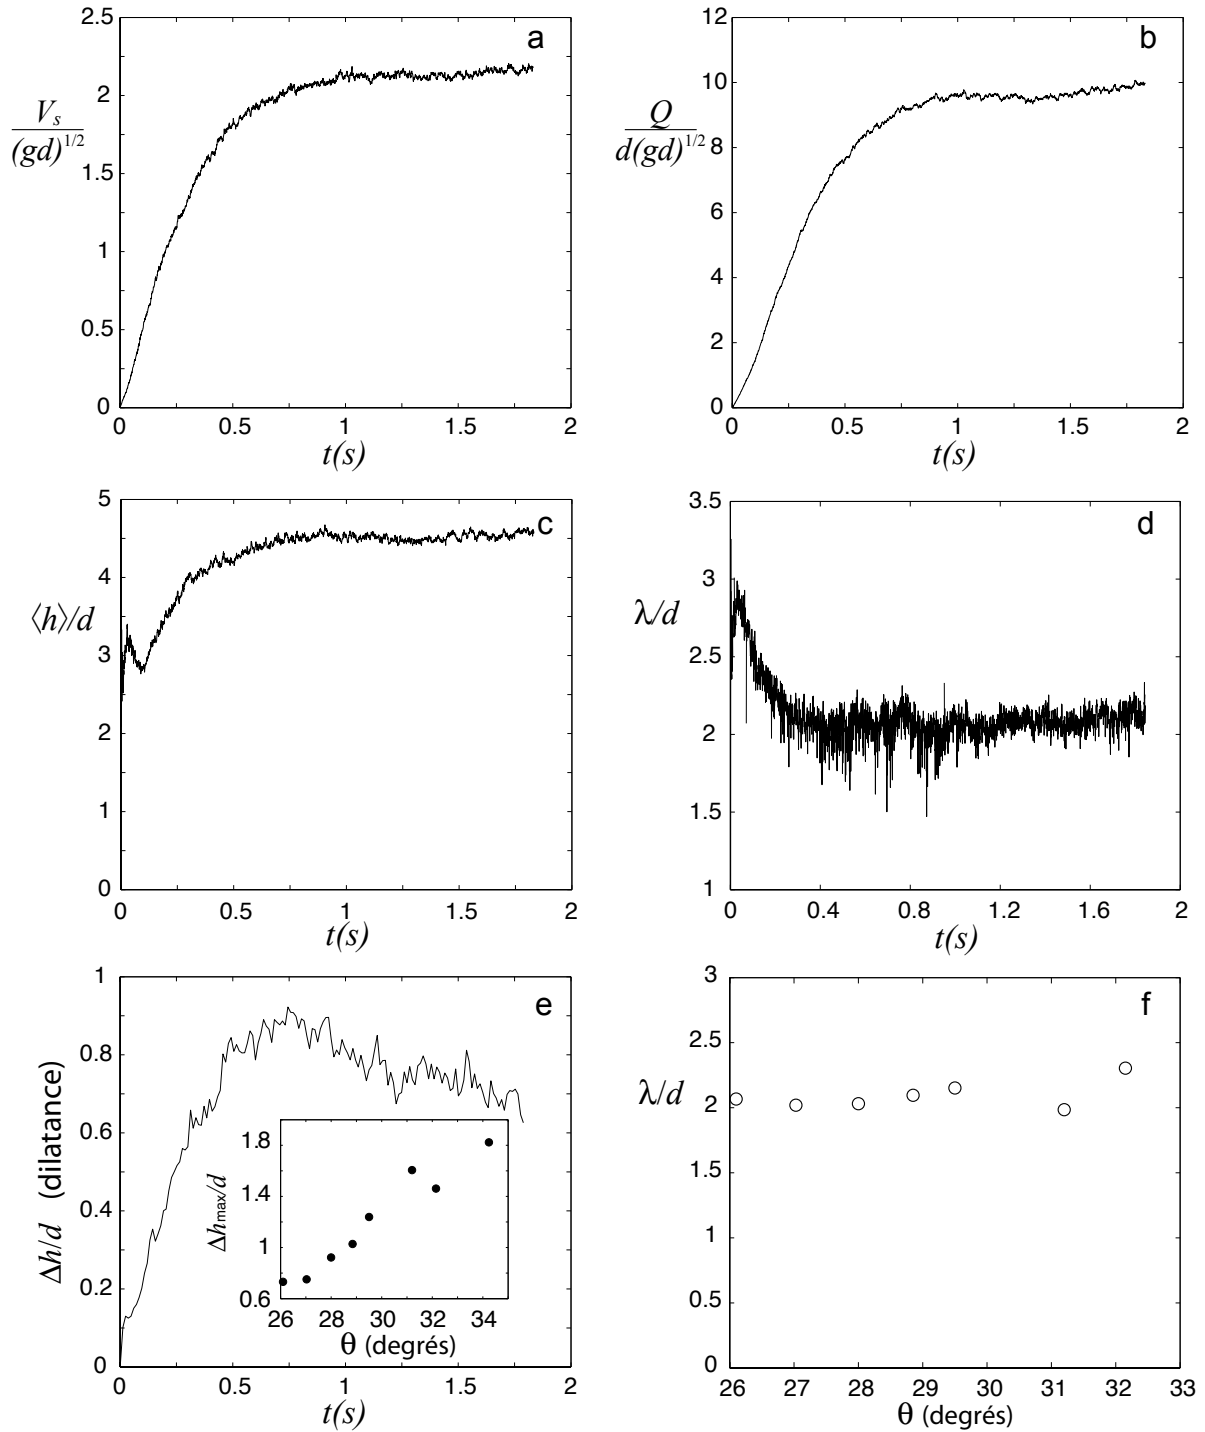 a
V_s/(gd)^{1/2}
2.5
2
1.5
1
0.5
0
0 0.5 1 1.5 2
t(s)
b
Q/d(gd)^{1/2}
12
10
8
6
4
2
0
0 0.5 1 1.5 2
t(s)
c
⟨h⟩/d
5
4
3
2
1
0
0 0.5 1 1.5 2
t(s)
d
λ/d
3.5
3
2.5
2
1.5
1
0 0.4 0.8 1.2 1.6 2
t(s)
e
Δh/d (dilatance)
1
0.8
0.6
0.4
0.2
0
0 0.5 1 1.5 2
t(s)
Δh_max/d
1.8
1.4
1
0.6
26 28 30 32 34
θ (degrés)
f
λ/d
3
2.5
2
1.5
1
0.5
0
26 27 28 29 30 31 32 33
θ (degrés)